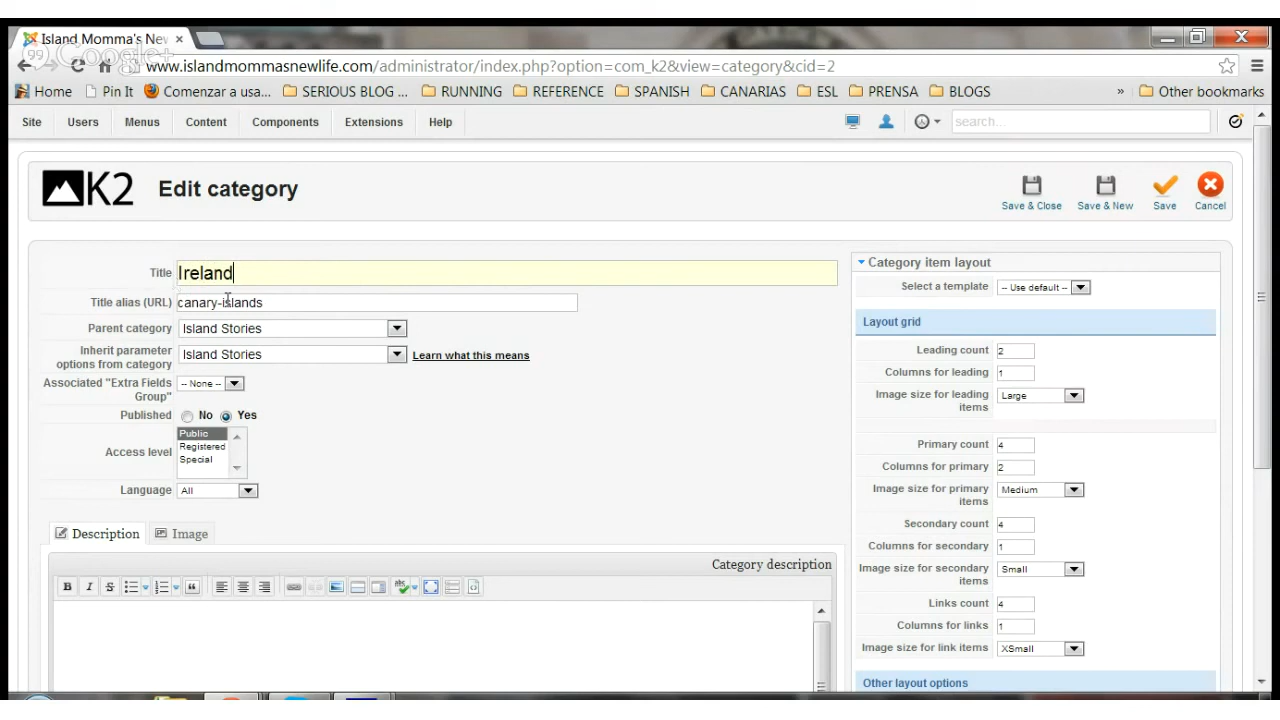 Island Momma's Nev ×
99 Google+
www.islandmommasnewlife.com/administrator/index.php?option=com_k2&view=category&cid=2
Home Pin It Comenzar a usa... SERIOUS BLOG ... RUNNING REFERENCE SPANISH CANARIAS ESL PRENSA BLOGS » Other bookmarks
Site Users Menus Content Components Extensions Help search...
K2 Edit category
Save & Close Save & New Save Cancel
Title Ireland
Title alias (URL) canary-islands
Parent category Island Stories
Inherit parameter
options from category Island Stories Learn what this means
Associated "Extra Fields
Group" -- None --
Published No Yes
Access level Public
Registered
Special
Language All
Description Image
Category description
B I S
Category item layout
Select a template -- Use default --
Layout grid
Leading count 2
Columns for leading 1
Image size for leading
items Large
Primary count 4
Columns for primary 2
Image size for primary
items Medium
Secondary count 4
Columns for secondary 1
Image size for secondary
items Small
Links count 4
Columns for links 1
Image size for link items XSmall
Other layout options